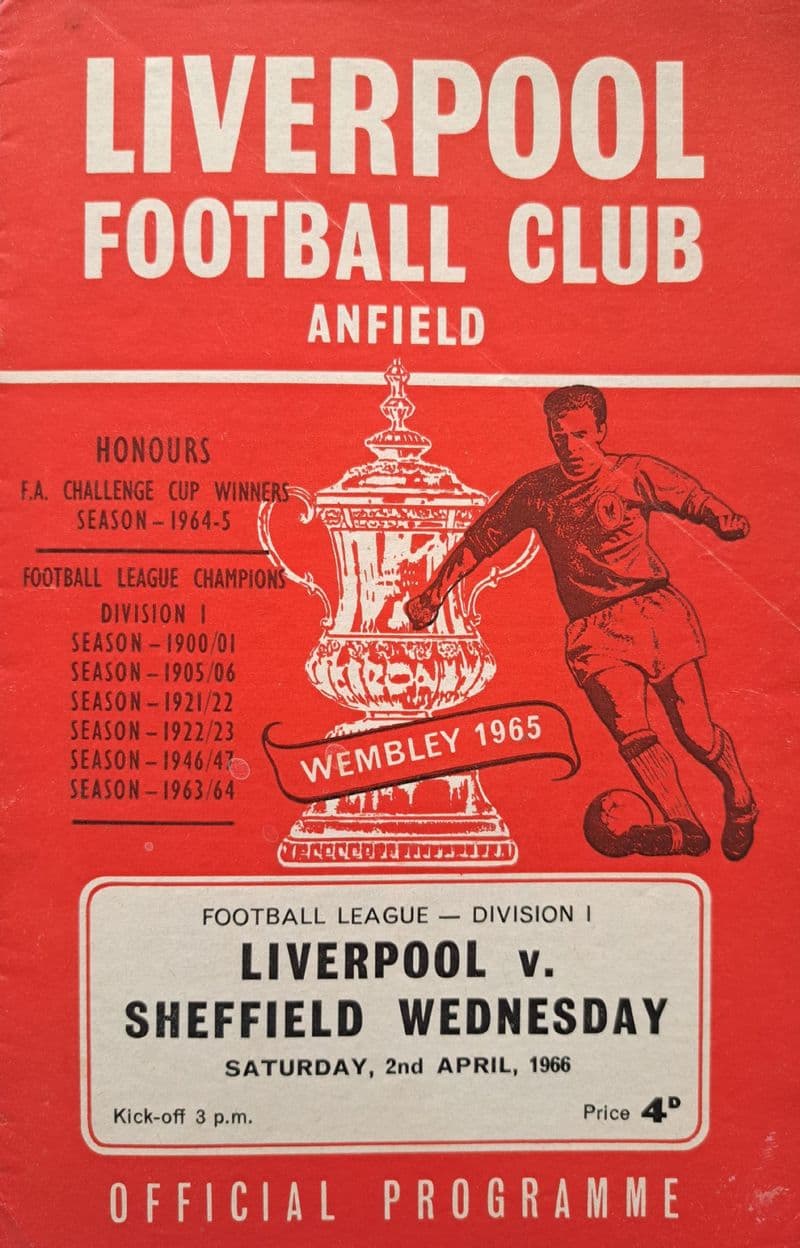 LIVERPOOL
FOOTBALL CLUB
ANFIELD
HONOURS
F.A. CHALLENGE CUP WINNERS
SEASON – 1964-5
FOOTBALL LEAGUE CHAMPIONS
DIVISION I
SEASON – 1900/01
SEASON – 1905/06
SEASON – 1921/22
SEASON – 1922/23
SEASON – 1946/47
SEASON – 1963/64
WEMBLEY 1965
FOOTBALL LEAGUE — DIVISION I
LIVERPOOL v.
SHEFFIELD WEDNESDAY
SATURDAY, 2nd APRIL, 1966
Kick-off 3 p.m.
Price 4D
OFFICIAL PROGRAMME